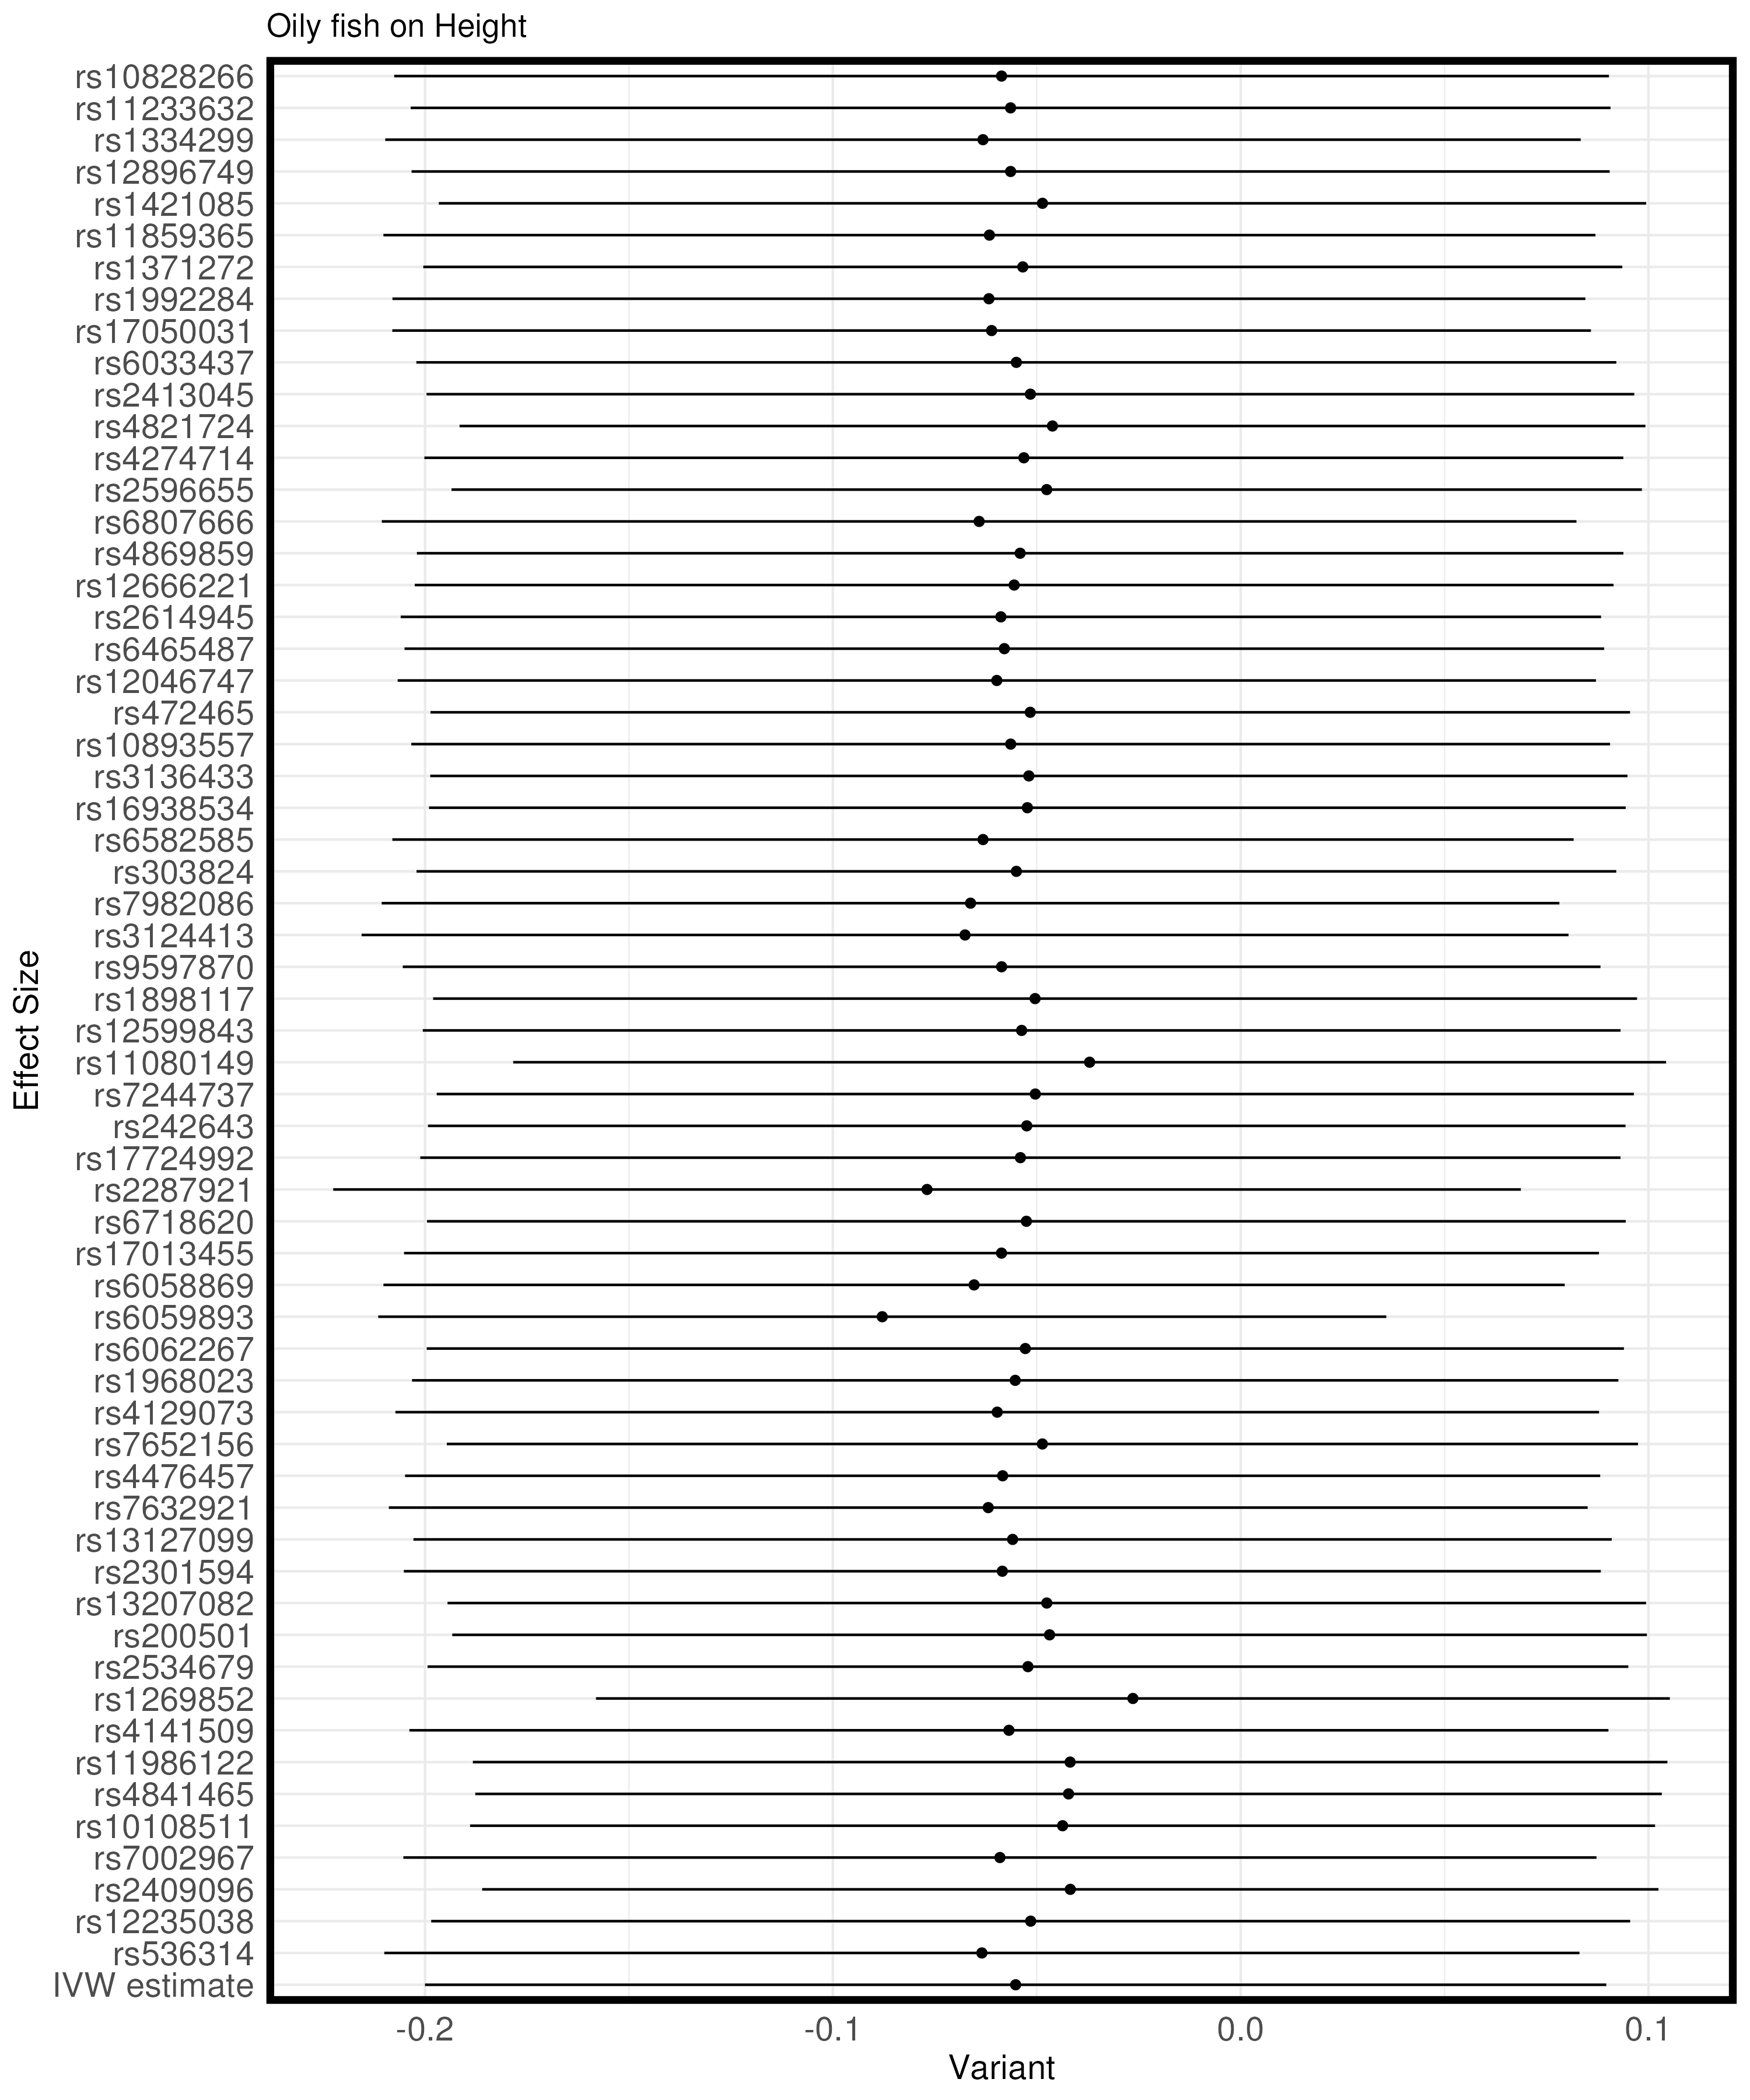 Oily fish on Height
rs10828266
rs11233632
rs1334299
rs12896749
rs1421085
rs11859365
rs1371272
rs1992284
rs17050031
rs6033437
rs2413045
rs4821724
rs4274714
rs2596655
rs6807666
rs4869859
rs12666221
rs2614945
rs6465487
rs12046747
rs472465
rs10893557
rs3136433
rs16938534
rs6582585
rs303824
rs7982086
rs3124413
rs9597870
rs1898117
rs12599843
rs11080149
rs7244737
rs242643
rs17724992
rs2287921
rs6718620
rs17013455
rs6058869
rs6059893
rs6062267
rs1968023
rs4129073
rs7652156
rs4476457
rs7632921
rs13127099
rs2301594
rs13207082
rs200501
rs2534679
rs1269852
rs4141509
rs11986122
rs4841465
rs10108511
rs7002967
rs2409096
rs12235038
rs536314
IVW estimate
Effect Size
-0.2 -0.1 0.0 0.1
Variant